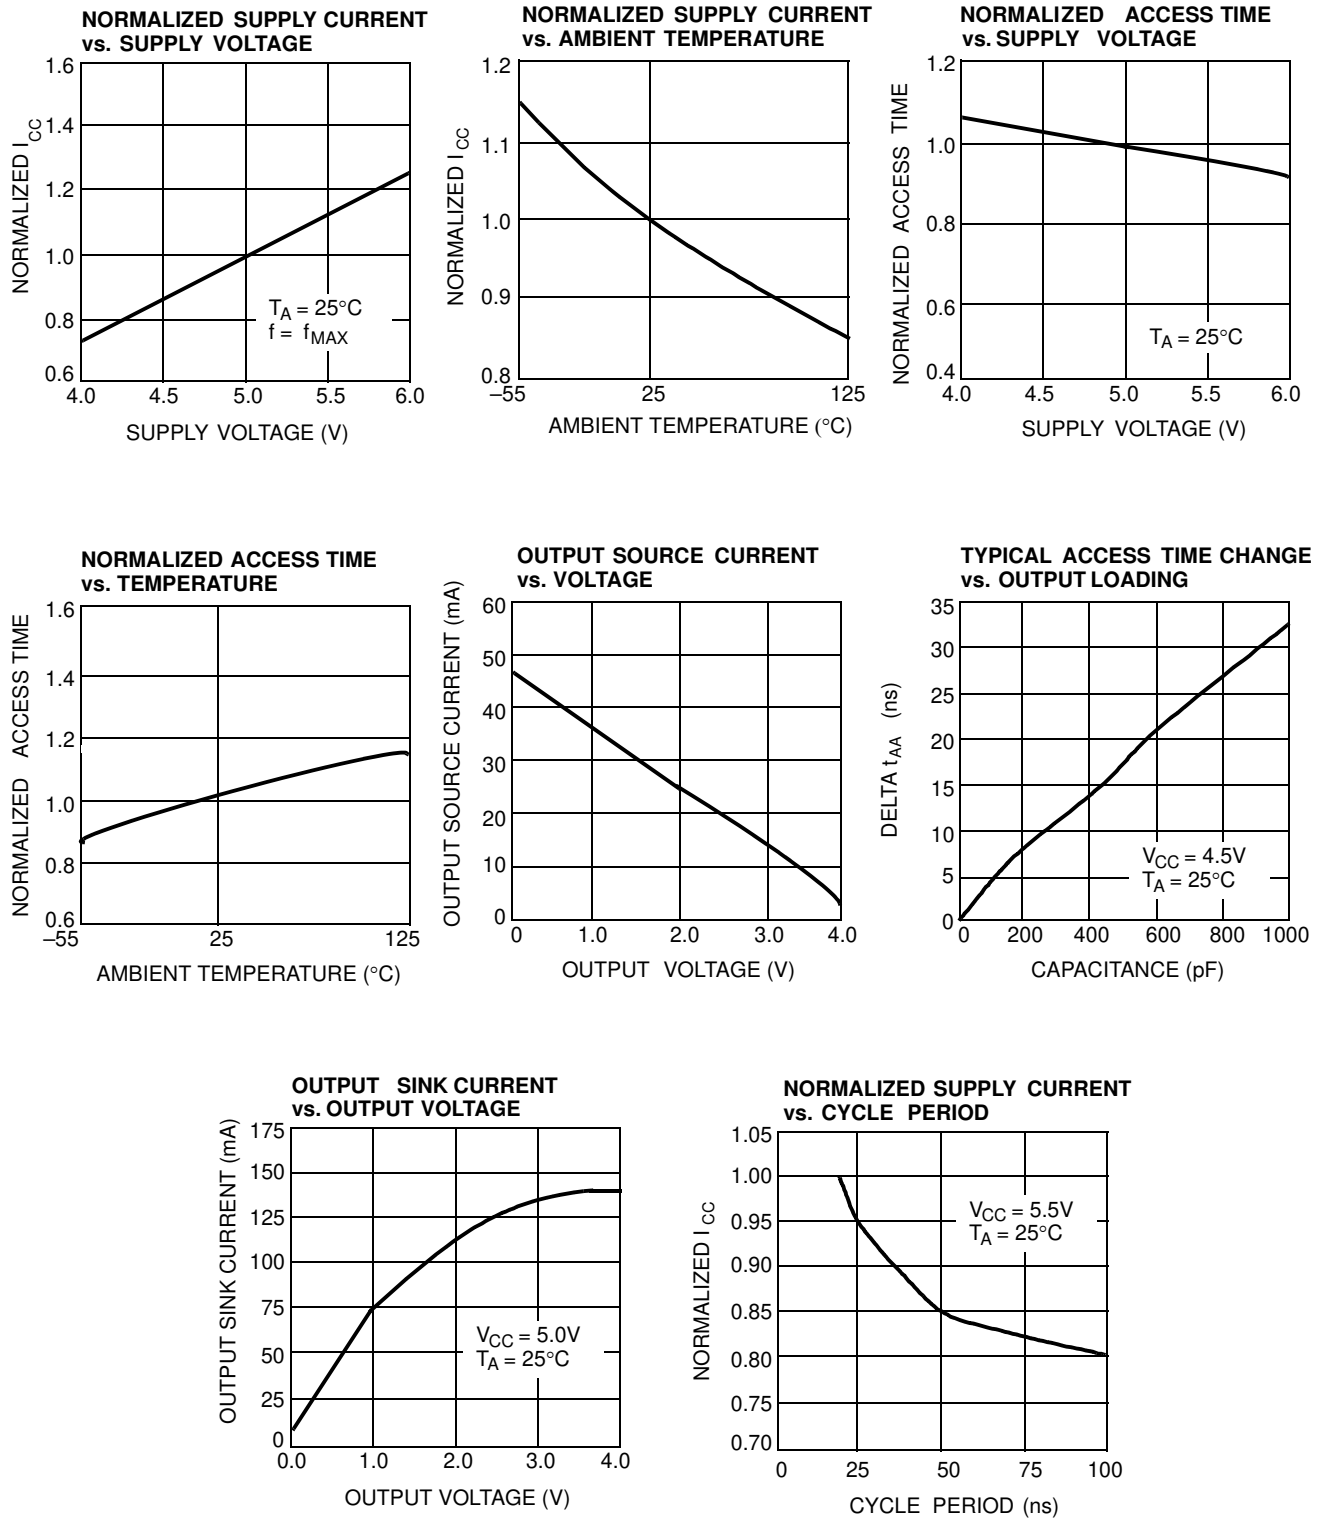 NORMALIZED SUPPLY CURRENT
vs. SUPPLY VOLTAGE
1.6
1.4
1.2
1.0
0.8
0.6
NORMALIZED I CC
TA = 25°C
f = fMAX
4.0 4.5 5.0 5.5 6.0
SUPPLY VOLTAGE (V)
NORMALIZED SUPPLY CURRENT
vs. AMBIENT TEMPERATURE
1.2
1.1
1.0
0.9
0.8
NORMALIZED I CC
–55 25 125
AMBIENT TEMPERATURE (°C)
NORMALIZED ACCESS TIME
vs. SUPPLY VOLTAGE
1.2
1.0
0.8
0.6
0.4
NORMALIZED ACCESS TIME
TA = 25°C
4.0 4.5 5.0 5.5 6.0
SUPPLY VOLTAGE (V)
NORMALIZED ACCESS TIME
vs. TEMPERATURE
1.6
1.4
1.2
1.0
0.8
0.6
NORMALIZED ACCESS TIME
–55 25 125
AMBIENT TEMPERATURE (°C)
OUTPUT SOURCE CURRENT
vs. VOLTAGE
60
50
40
30
20
10
0
OUTPUT SOURCE CURRENT (mA)
0 1.0 2.0 3.0 4.0
OUTPUT VOLTAGE (V)
TYPICAL ACCESS TIME CHANGE
vs. OUTPUT LOADING
35
30
25
20
15
10
5
0
DELTA tAA (ns)
VCC = 4.5V
TA = 25°C
0 200 400 600 800 1000
CAPACITANCE (pF)
OUTPUT SINK CURRENT
vs. OUTPUT VOLTAGE
175
150
125
100
75
50
25
0
OUTPUT SINK CURRENT (mA)
VCC = 5.0V
TA = 25°C
0.0 1.0 2.0 3.0 4.0
OUTPUT VOLTAGE (V)
NORMALIZED SUPPLY CURRENT
vs. CYCLE PERIOD
1.05
1.00
0.95
0.90
0.85
0.80
0.75
0.70
NORMALIZED I CC
VCC = 5.5V
TA = 25°C
0 25 50 75 100
CYCLE PERIOD (ns)